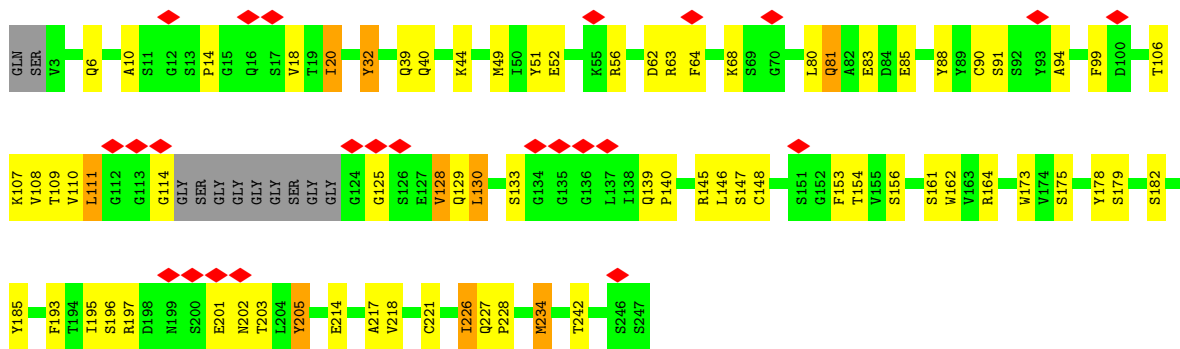 GLN SER V3 Q6 A10 S11 G12 S13 P14 G15 Q16 S17 V18 T19 I20 Y32 Q39 Q40 K44 M49 I50 Y51 E52 K55 R56 D62 R63 F64 K68 S69 G70 L80 Q81 A82 E83 D84 E85 Y88 Y89 C90 S91 S92 Y93 A94 F99 D100 T106
K107 V108 T109 V110 L111 G112 G113 G114 GLY SER GLY GLY GLY GLY SER GLY GLY G124 G125 S126 E127 V128 Q129 L130 S133 G134 G135 G136 L137 I138 Q139 P140 R145 L146 S147 C148 S151 G152 F153 T154 V155 S156 S161 W162 V163 R164 W173 V174 S175 Y178 S179 S182
Y185 F193 T194 I195 S196 R197 D198 N199 S200 E201 N202 T203 L204 Y205 E214 A217 V218 C221 I226 Q227 P228 M234 T242 S246 S247